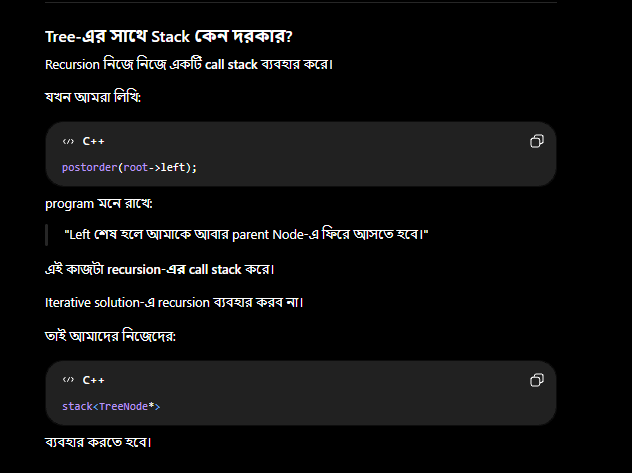 Tree-এর সাথে Stack কেন দরকার?
Recursion নিজে নিজে একটি call stack ব্যবহার করে।
যখন আমরা লিখি:
</> C++
postorder(root->left);
program মনে রাখে:
"Left শেষ হলে আমাকে আবার parent Node-এ ফিরে আসতে হবে।"
এই কাজটা recursion-এর call stack করে।
Iterative solution-এ recursion ব্যবহার করব না।
তাই আমাদের নিজেদের:
</> C++
stack<TreeNode*>
ব্যবহার করতে হবে।